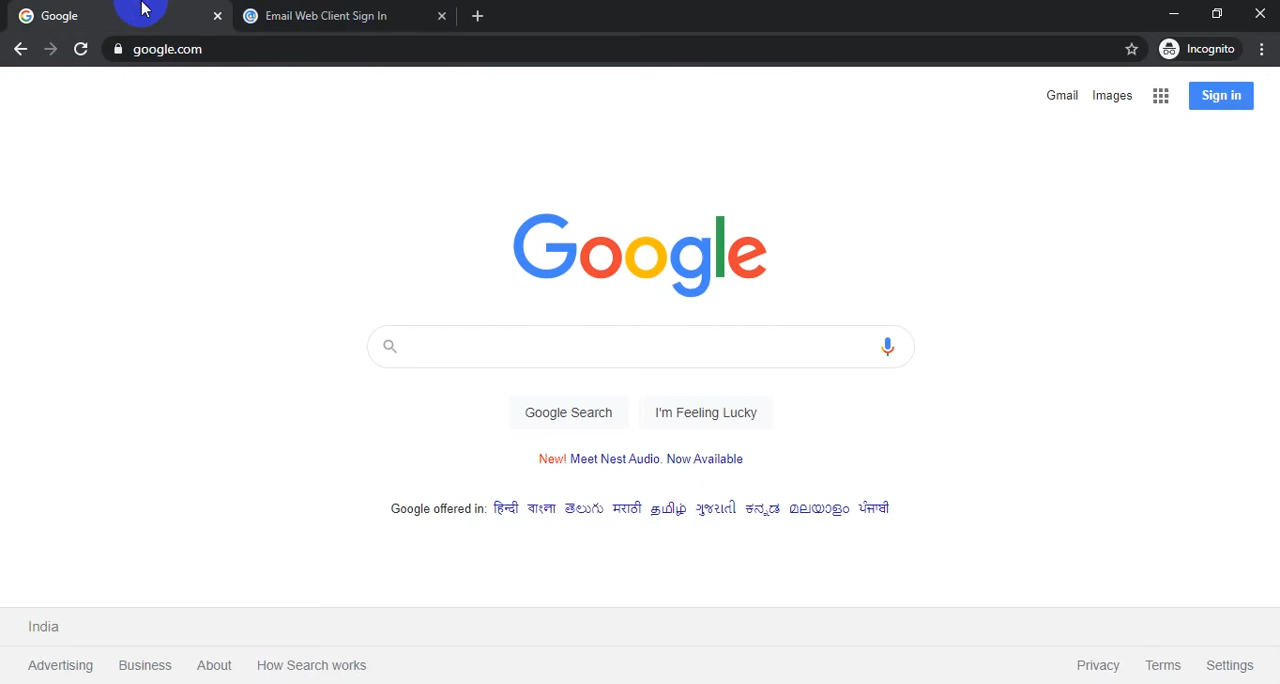 Google
Email Web Client Sign In
google.com
Incognito
Gmail Images
Sign in
Google
Google Search
I'm Feeling Lucky
New! Meet Nest Audio. Now Available
Google offered in: हिन्दी বাংলা తెలుగు मराठी தமிழ் ગુજરાતી ಕನ್ನಡ മലയാളം ਪੰਜਾਬੀ
India
Advertising Business About How Search works
Privacy Terms Settings